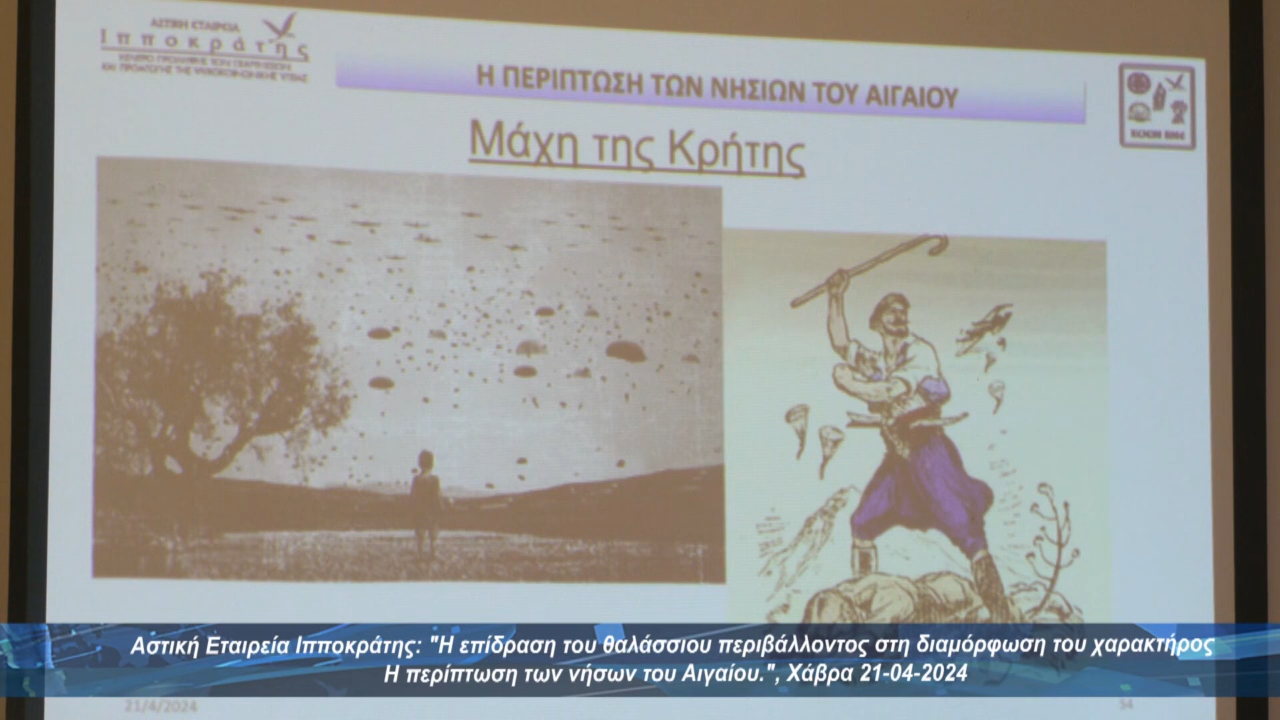 ΑΣΤΙΚΗ ΕΤΑΙΡΕΙΑ
Ιπποκράτης
Η ΠΕΡΙΠΤΩΣΗ ΤΩΝ ΝΗΣΙΩΝ ΤΟΥ ΑΙΓΑΙΟΥ
Μάχη της Κρήτης
Αστική Εταιρεία Ιπποκράτης: "Η επίδραση του θαλάσσιου περιβάλλοντος στη διαμόρφωση του χαρακτήρος
Η περίπτωση των νήσων του Αιγαίου.", Χάβρα 21-04-2024
21/4/2024
54